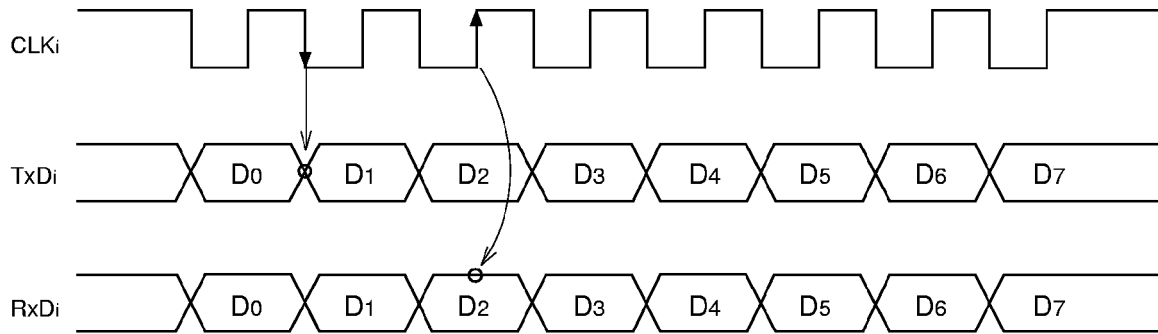 CLKi
TxDi D0 D1 D2 D3 D4 D5 D6 D7
RxDi D0 D1 D2 D3 D4 D5 D6 D7